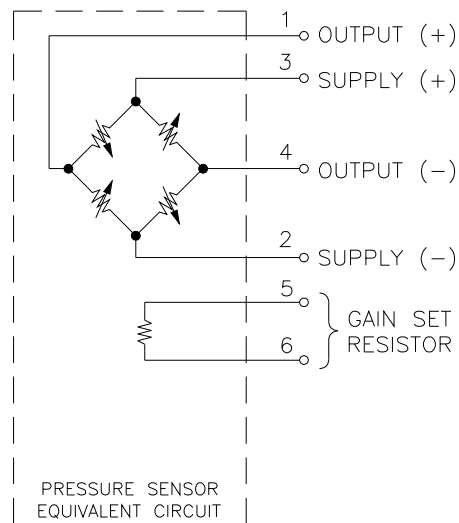 1 OUTPUT (+)
3 SUPPLY (+)
4 OUTPUT (−)
2 SUPPLY (−)
5
6
GAIN SET
RESISTOR
PRESSURE SENSOR
EQUIVALENT CIRCUIT